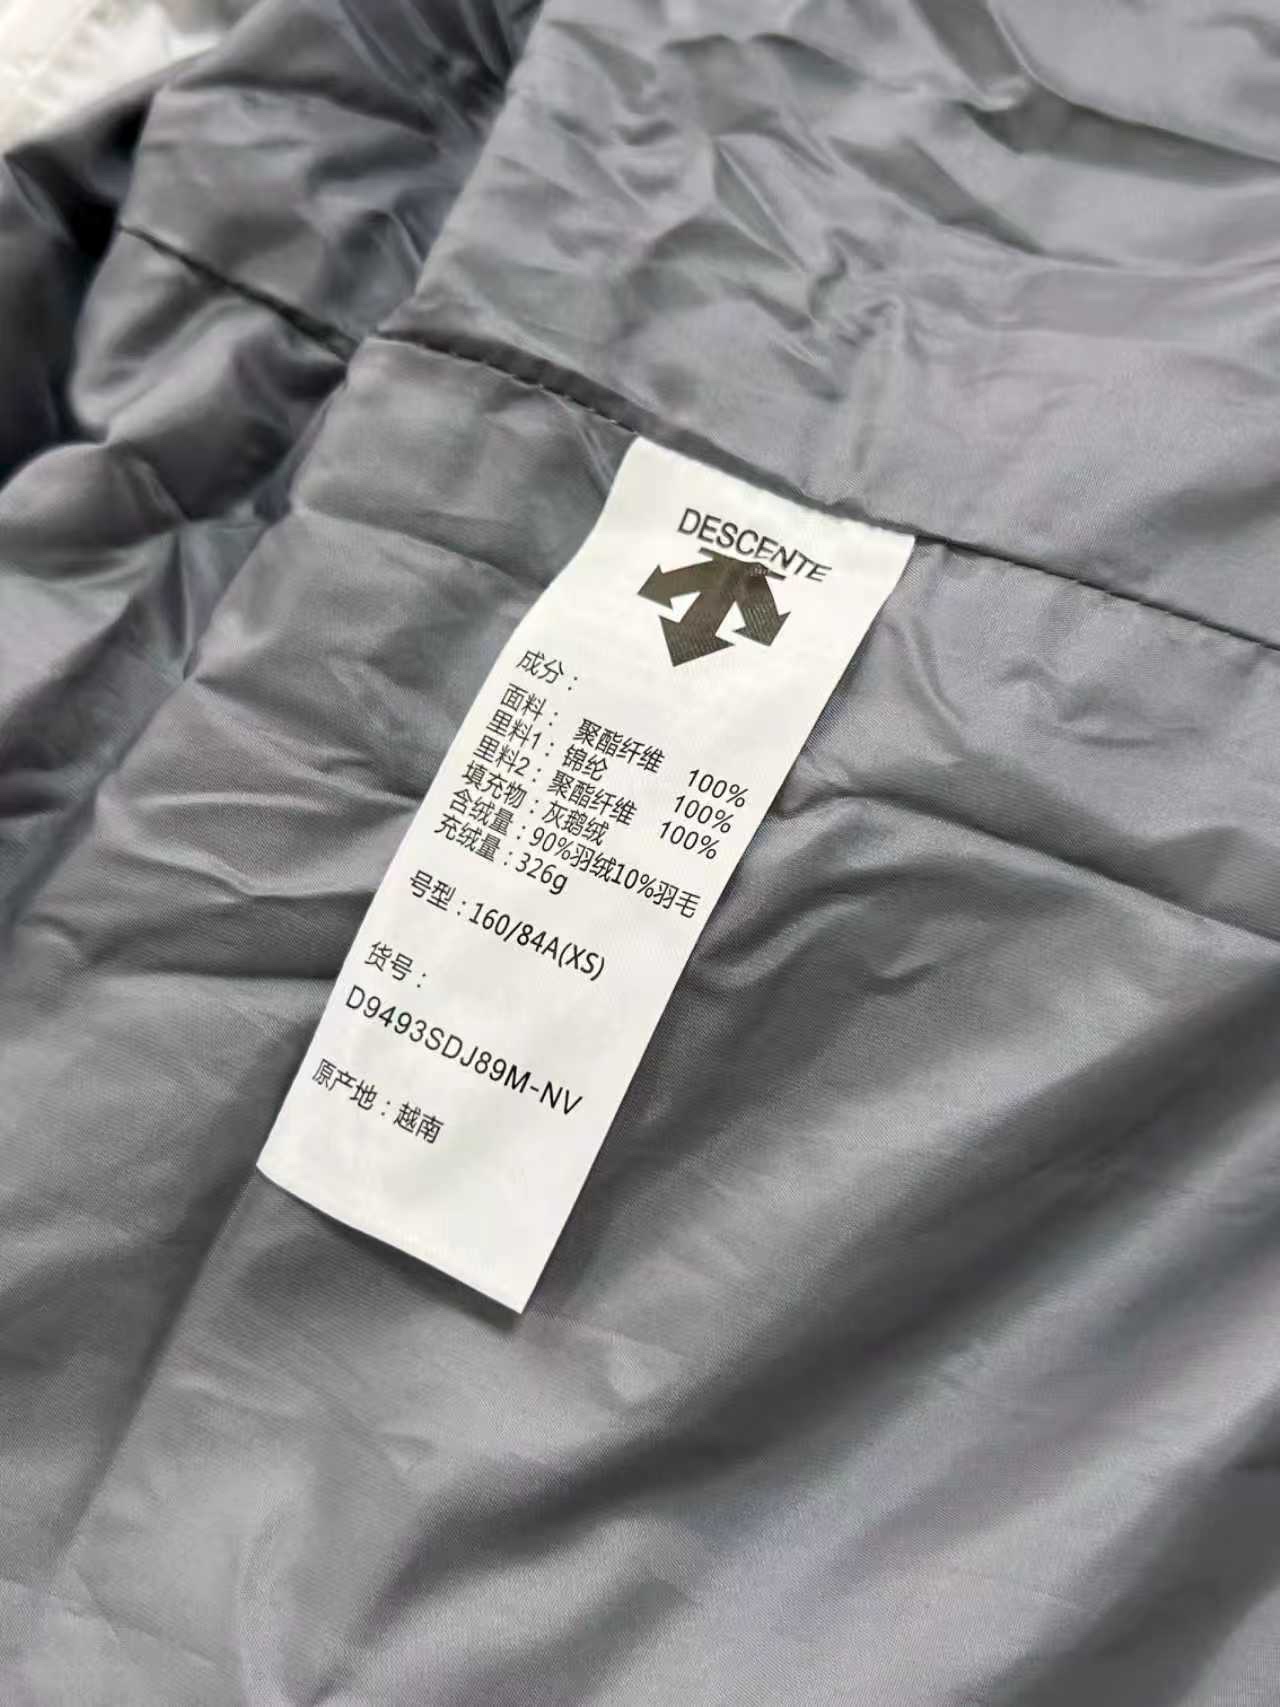 DESCENTE
成分：
面料： 聚酯纤维 100%
里料1： 锦纶 100%
里料2： 聚酯纤维 100%
填充物：灰鹅绒
含绒量：90%羽绒10%羽毛
充绒量：326g
号型：160/84A(XS)
货号：
D9493SDJ89M-NV
原产地：越南